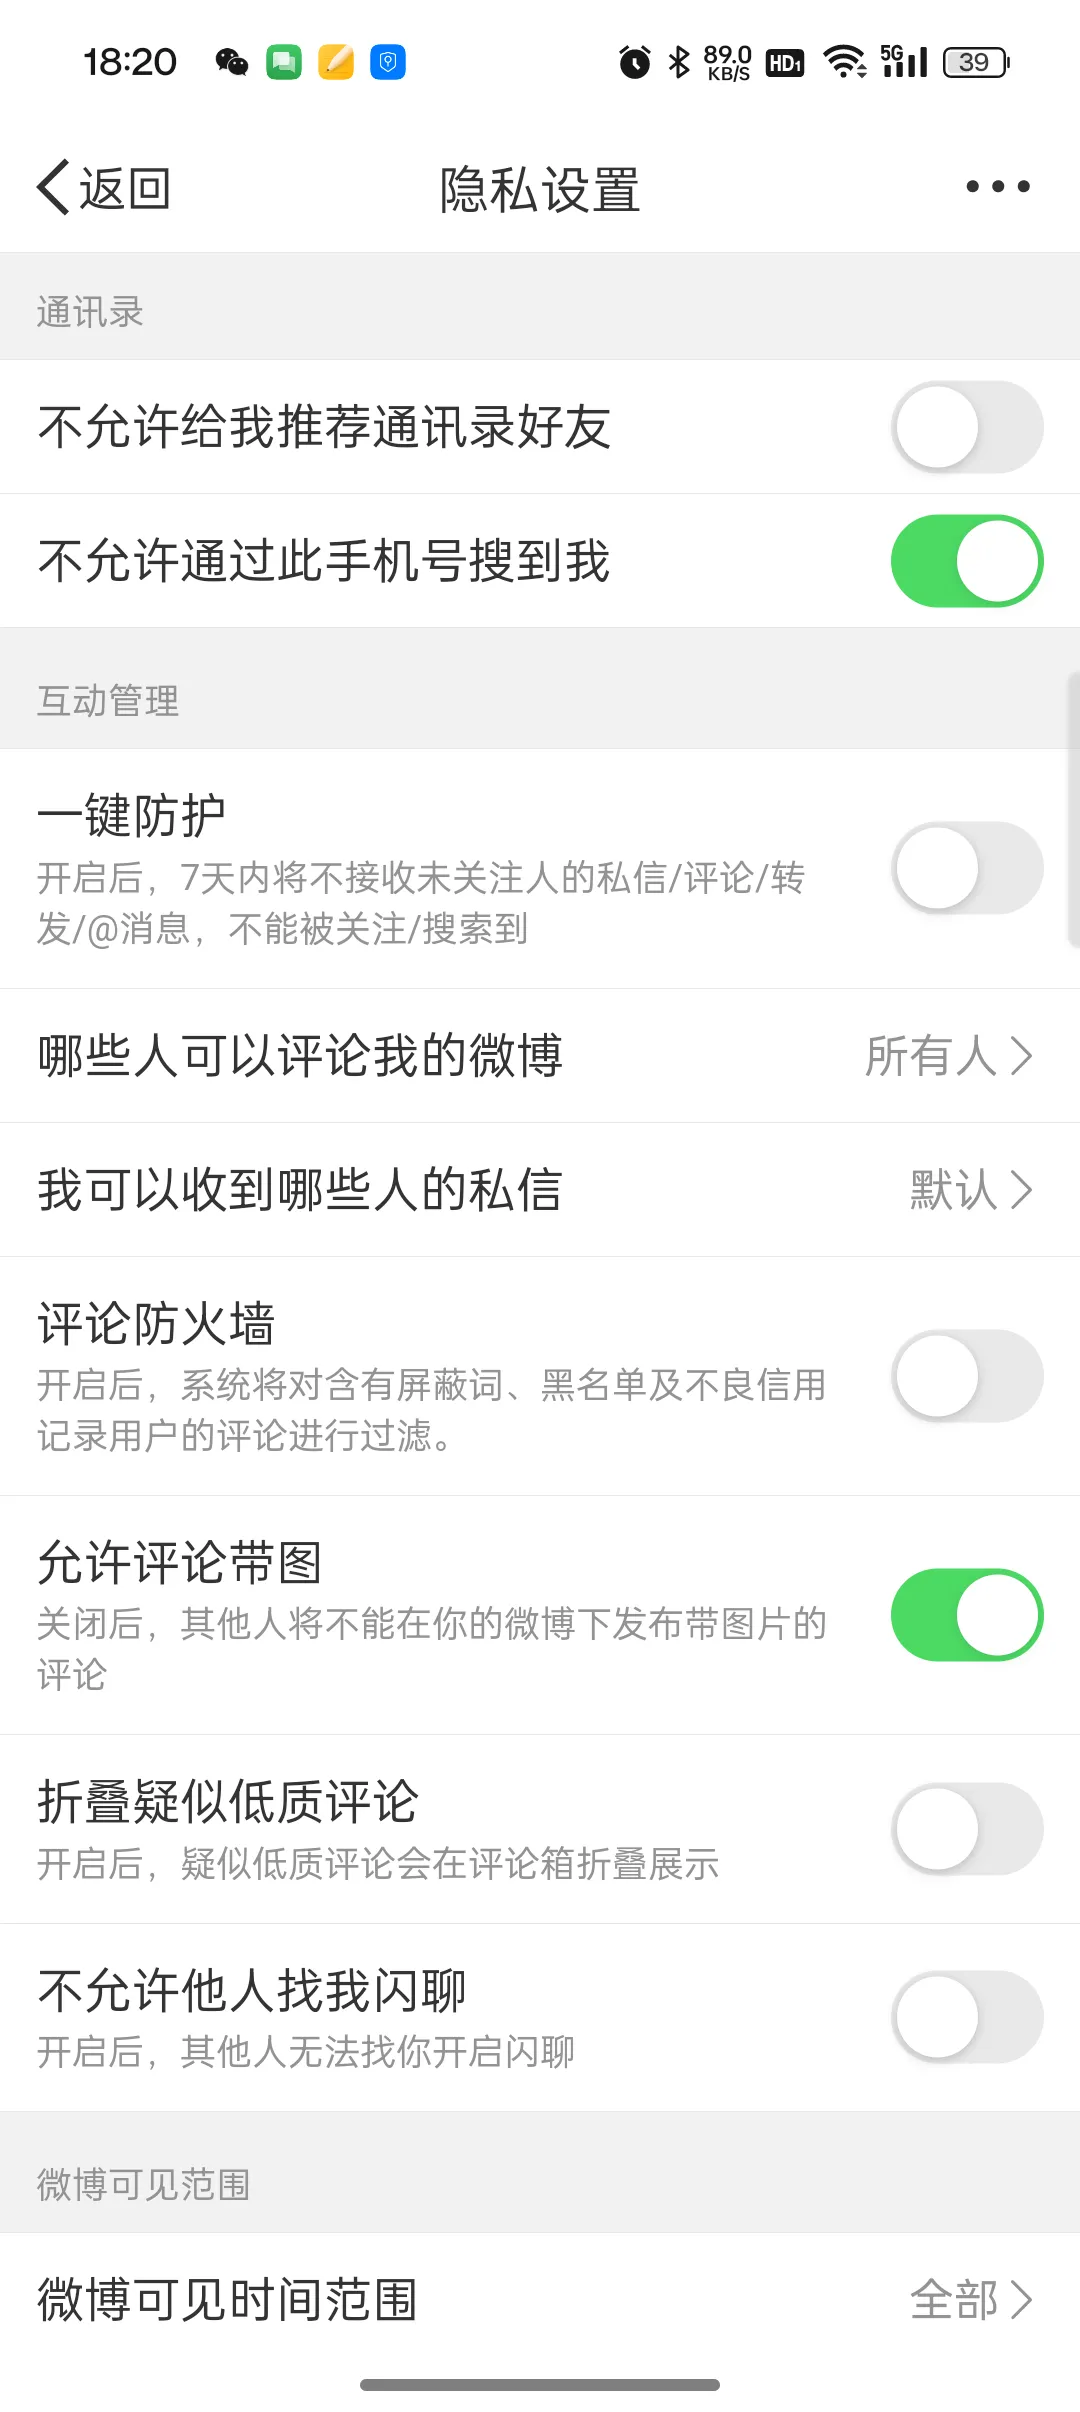 18:20
89.0
KB/S
HD1
5G
39
返回
隐私设置
通讯录
不允许给我推荐通讯录好友
不允许通过此手机号搜到我
互动管理
一键防护
开启后，7天内将不接收未关注人的私信/评论/转
发/@消息，不能被关注/搜索到
哪些人可以评论我的微博
所有人
我可以收到哪些人的私信
默认
评论防火墙
开启后，系统将对含有屏蔽词、黑名单及不良信用
记录用户的评论进行过滤。
允许评论带图
关闭后，其他人将不能在你的微博下发布带图片的
评论
折叠疑似低质评论
开启后，疑似低质评论会在评论箱折叠展示
不允许他人找我闪聊
开启后，其他人无法找你开启闪聊
微博可见范围
微博可见时间范围
全部